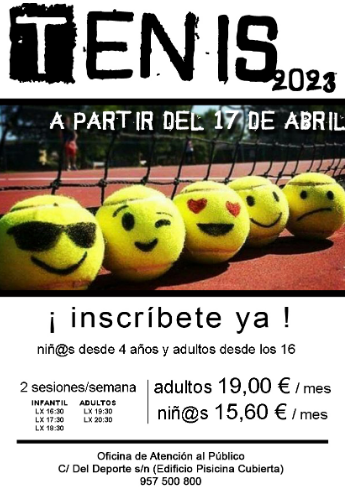 TENIS
2023
A PARTIR DEL 17 DE ABRIL
¡ inscríbete ya !
niñ@s desde 4 años y adultos desde los 16
2 sesiones/semana
INFANTIL ADULTOS
LX 16:30 LX 19:30
LX 17:30 LX 20:30
LX 18:30
adultos 19,00 € / mes
niñ@s 15,60 € / mes
Oficina de Atención al Público
C/ Del Deporte s/n (Edificio Pisicina Cubierta)
957 500 800